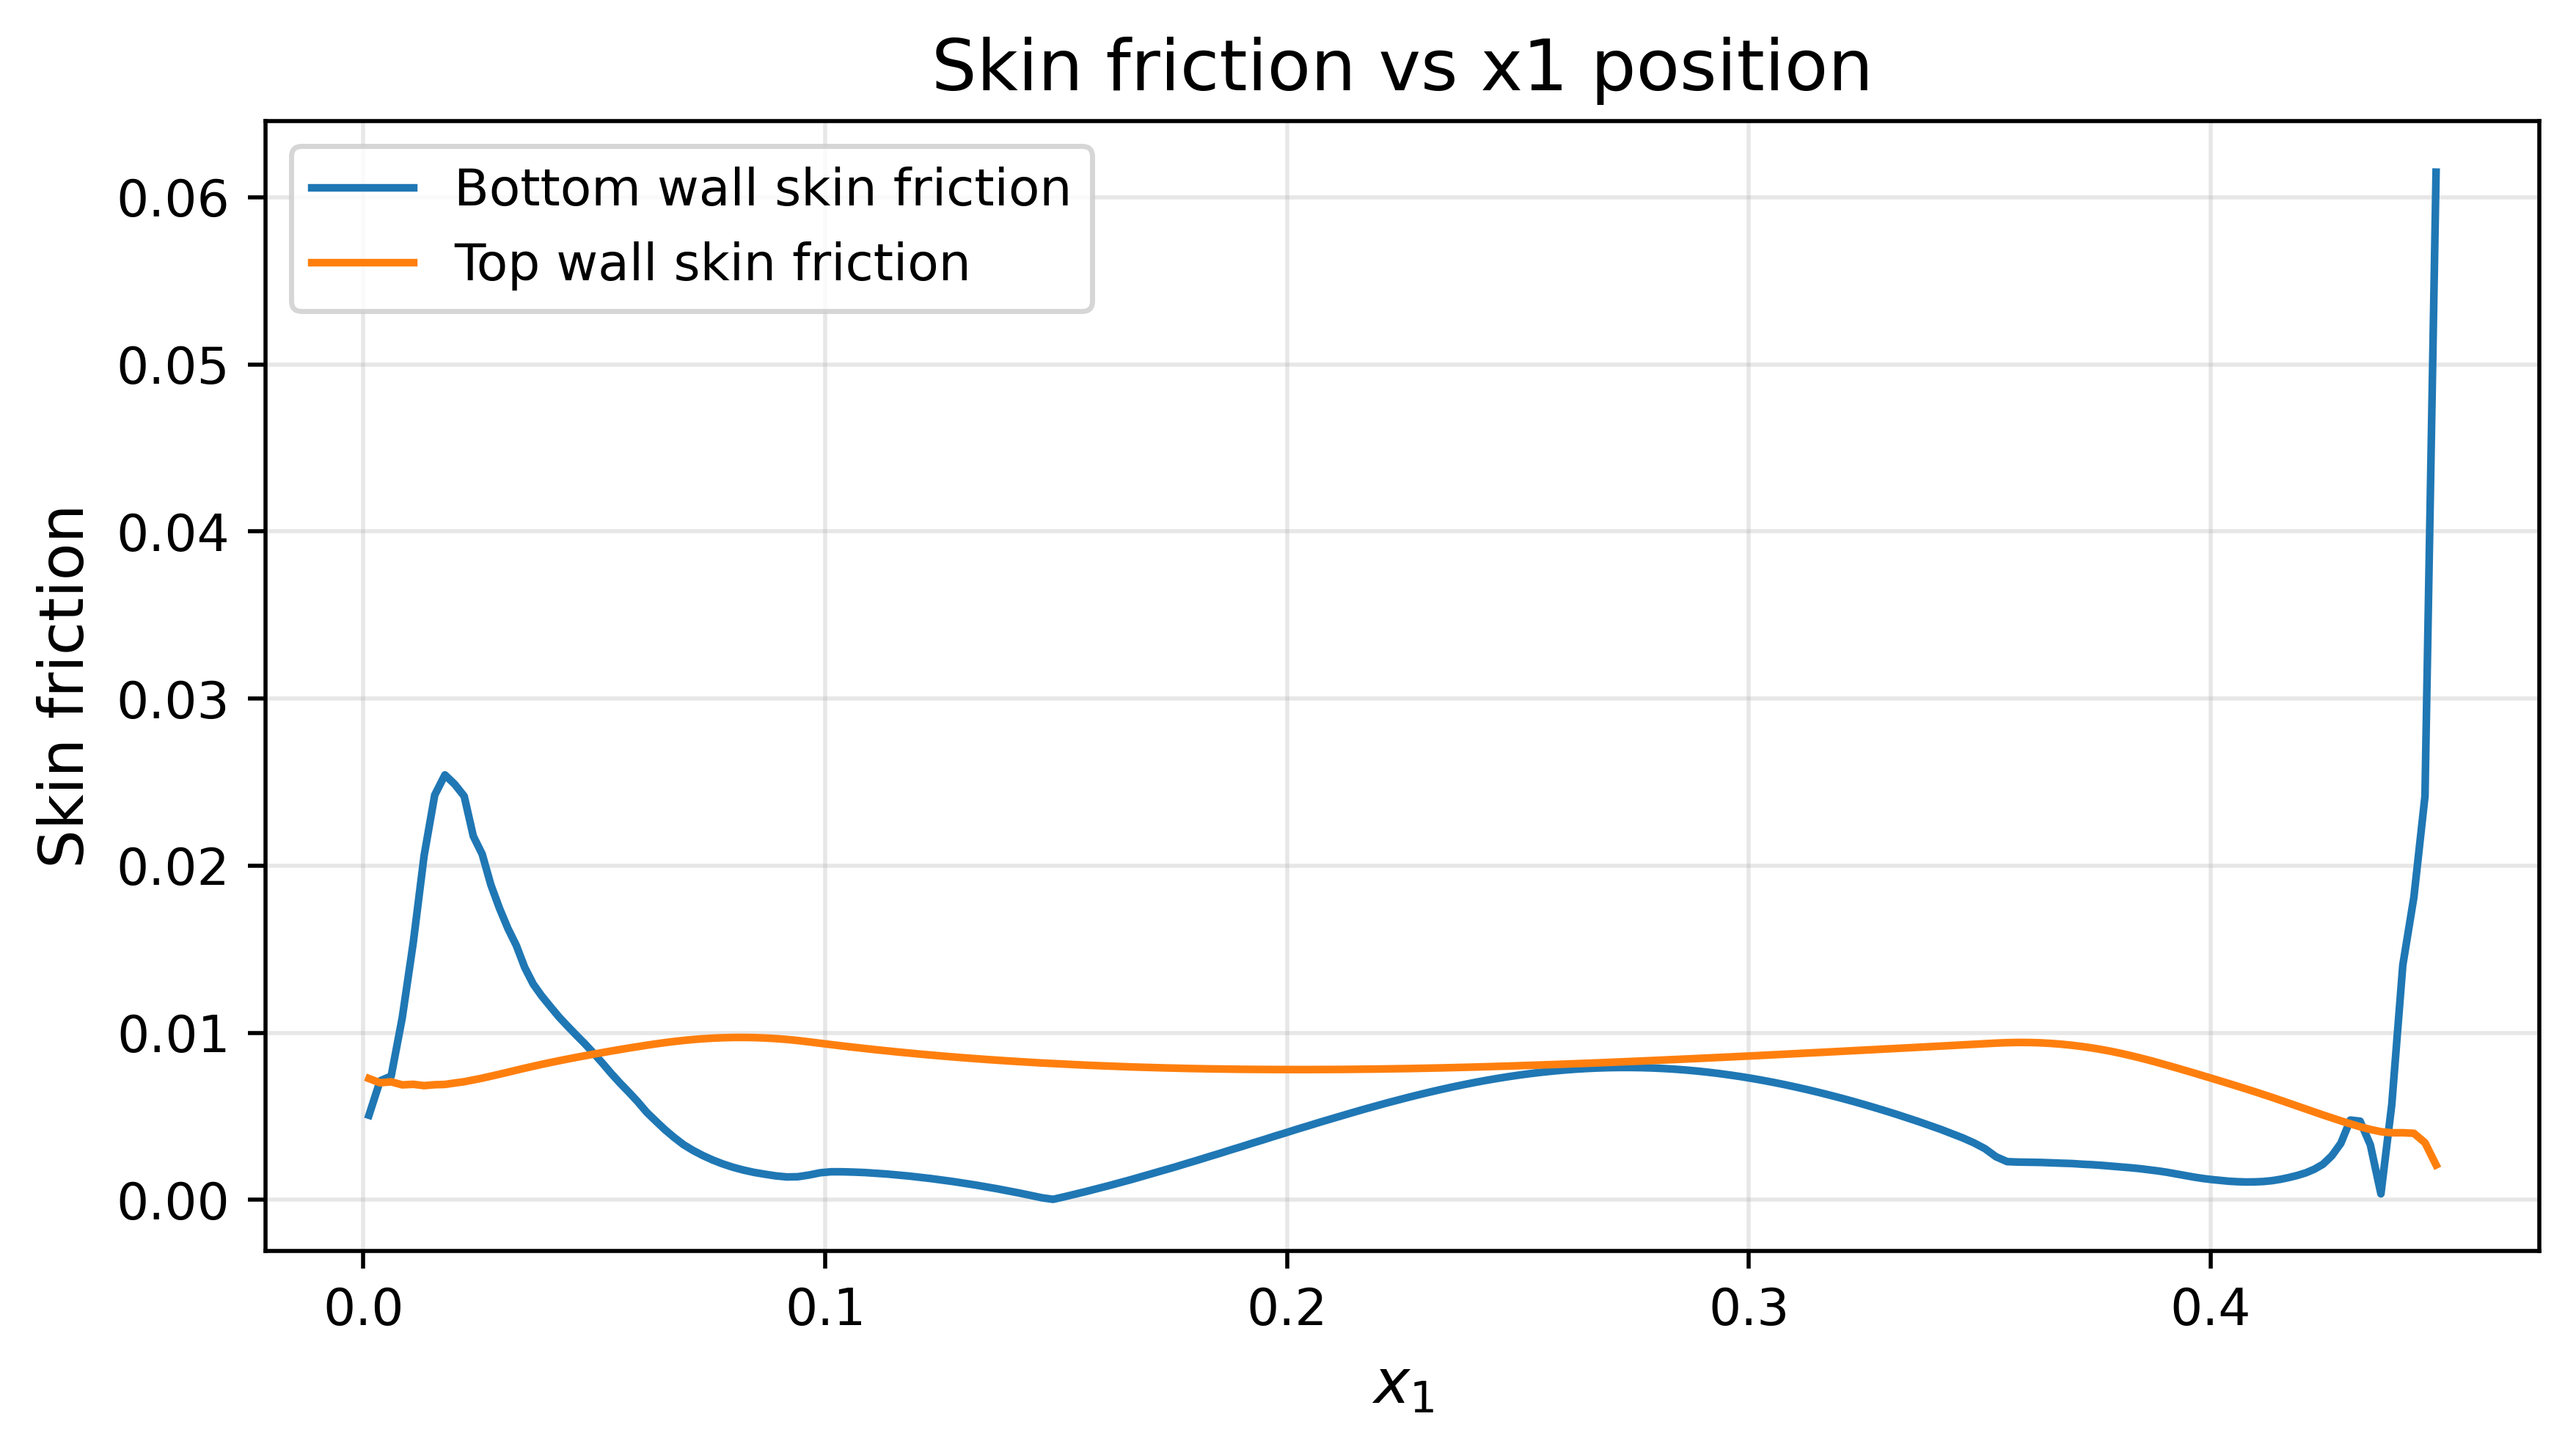 Skin friction vs x1 position
Bottom wall skin friction
Top wall skin friction
Skin friction
0.06
0.05
0.04
0.03
0.02
0.01
0.00
0.0 0.1 0.2 0.3 0.4
x₁